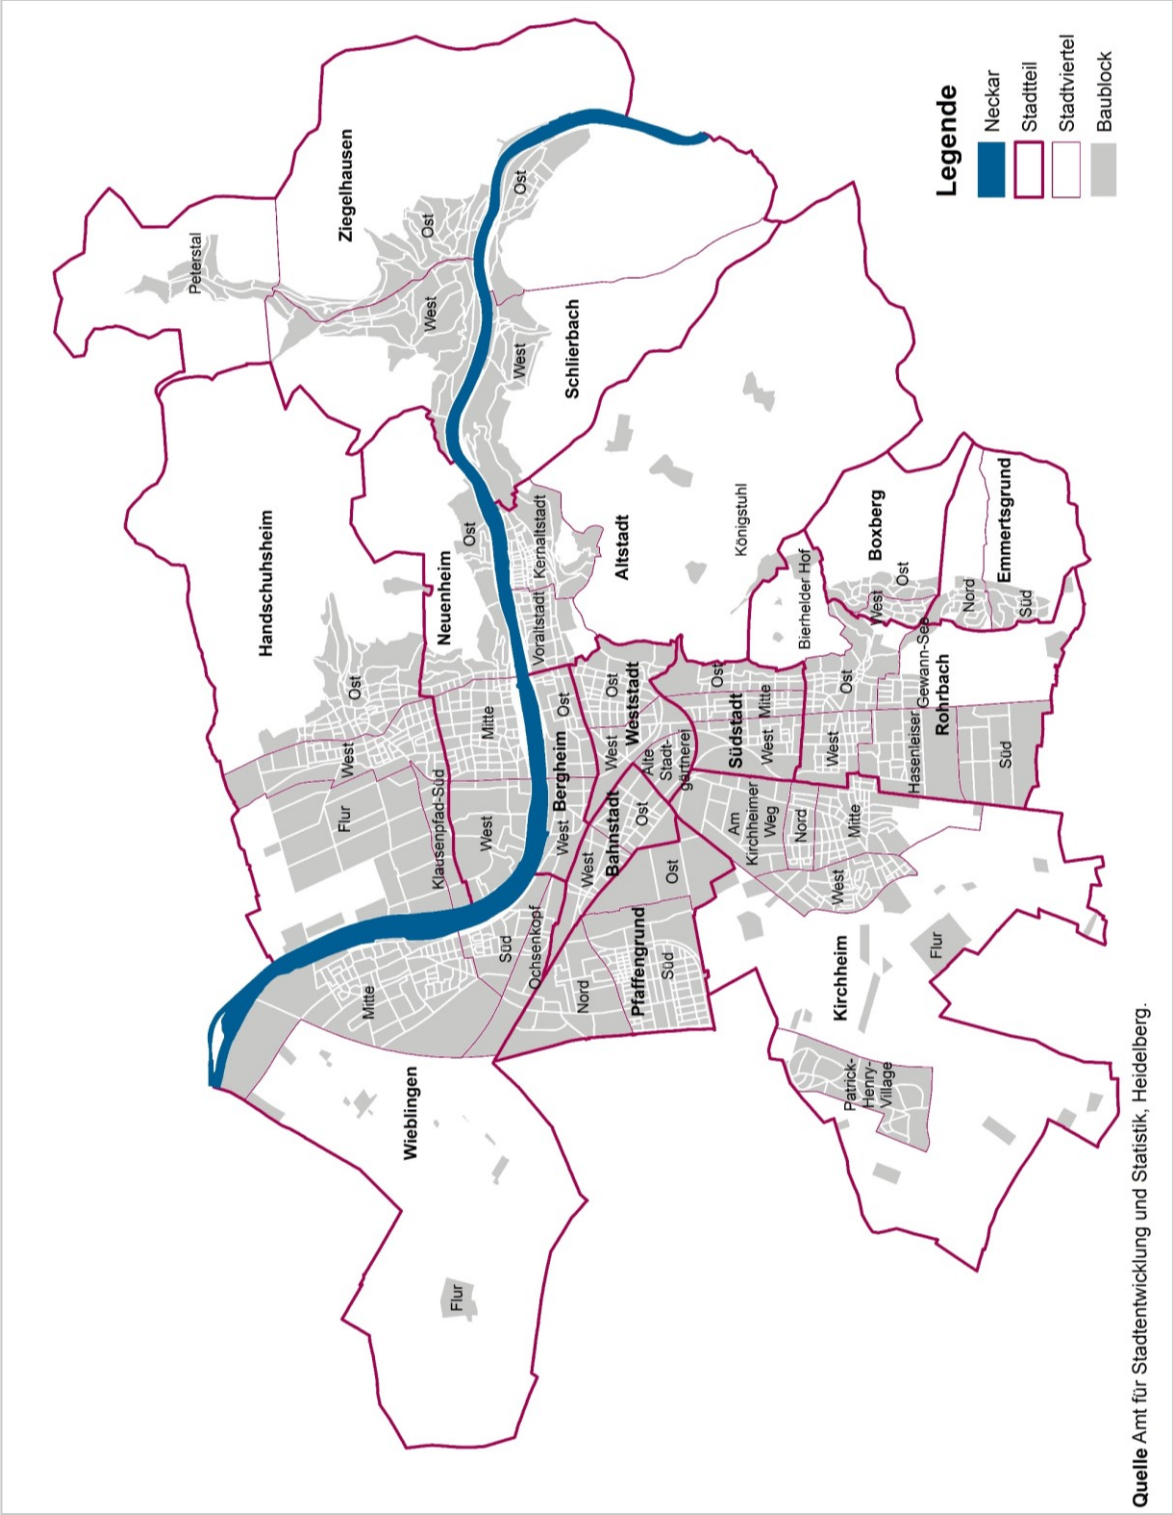 Peterstal
Ziegelhausen
Ost
West
Ost
West
Schlierbach
Handschuhsheim
Ost
West
Flur
Klausenpfad-Süd
Neuenheim
Ost
Mitte
West
Kernaltstadt
Voraltstadt
Altstadt
Königstuhl
Bergheim
Ost
West
Weststadt
Ost
West
Alte
Stadt-
gärtnerei
Südstadt
Ost
Mitte
West
Bahnstadt
Ost
West
Bierhelder Hof
Boxberg
Ost
West
Emmertsgrund
Nord
Süd
Rohrbach
Gewann-See
Ost
West
Hasenleiser
Süd
Wieblingen
Mitte
Süd
Ochsenkopf
Flur
Pfaffengrund
Ost
Nord
Süd
Kirchheim
Am
Kirchheimer
Weg
Nord
Mitte
West
Flur
Patrick-
Henry-
Village
Legende
Neckar
Stadtteil
Stadtviertel
Baublock
Quelle Amt für Stadtentwicklung und Statistik, Heidelberg.